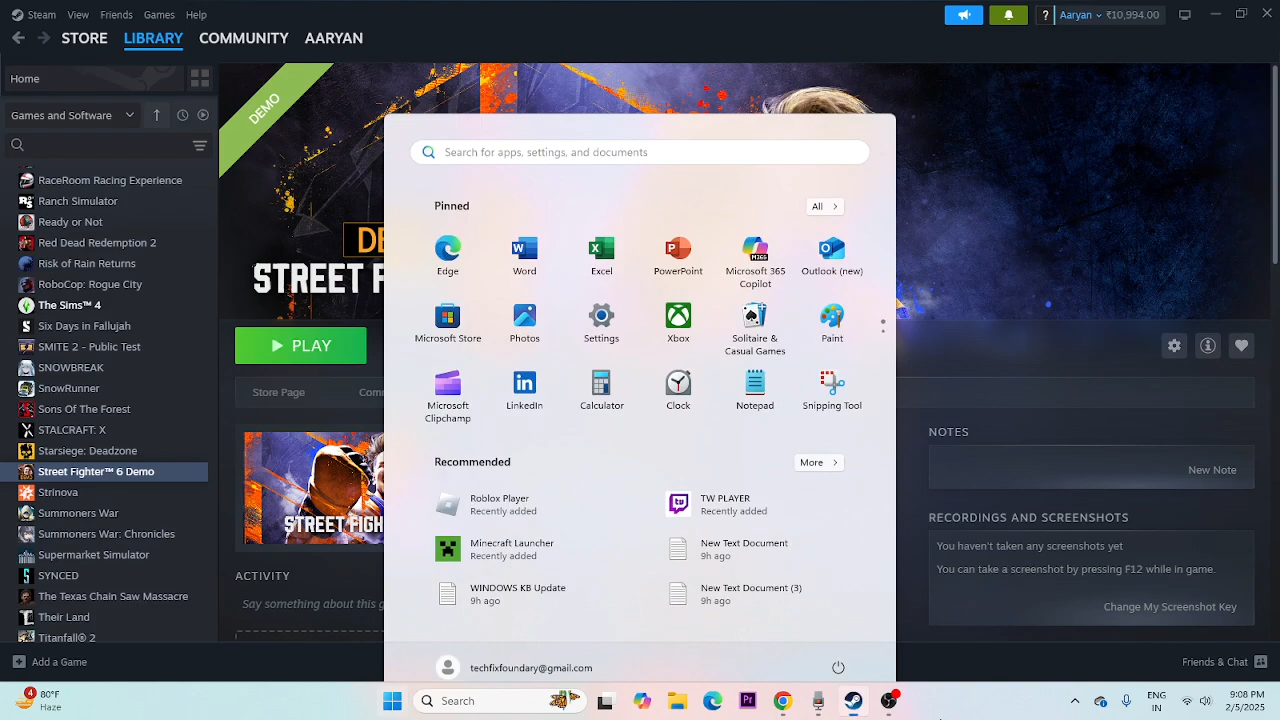 Steam View Friends Games Help
? Aaryan ₹10,994.00
STORE LIBRARY COMMUNITY AARYAN
Home
Games and Software
RaceRoom Racing Experience
Ranch Simulator
Ready or Not
Red Dead Redemption 2
Risk of Rain Returns
RoboCop: Rogue City
The Sims™ 4
Six Days in Fallujah
SMITE 2 - Public Test
SNOWBREAK
SnowRunner
Sons Of The Forest
STALCRAFT: X
Starsiege: Deadzone
Street Fighter™ 6 Demo
Strinova
Summoners War
Summoners War: Chronicles
Supermarket Simulator
SYNCED
The Texas Chain Saw Massacre
Their Land
Titanfall® 2
Add a Game
DEMO
DE
STREET F
PLAY
Store Page Comm
STREET FIGH
ACTIVITY
Say something about this g
Search for apps, settings, and documents
Pinned All
Edge Word Excel PowerPoint Microsoft 365 Copilot Outlook (new)
Microsoft Store Photos Settings Xbox Solitaire & Casual Games Paint
Microsoft Clipchamp LinkedIn Calculator Clock Notepad Snipping Tool
Recommended More
Roblox Player
Recently added
TW PLAYER
Recently added
Minecraft Launcher
Recently added
New Text Document
9h ago
WINDOWS KB Update
9h ago
New Text Document (3)
9h ago
techfixfoundary@gmail.com
NOTES
New Note
RECORDINGS AND SCREENSHOTS
You haven't taken any screenshots yet
You can take a screenshot by pressing F12 while in game.
Change My Screenshot Key
Friends & Chat
4 80°F
Haze
Search
Pr
ENG
IN
9:08 PM
2/5/2025